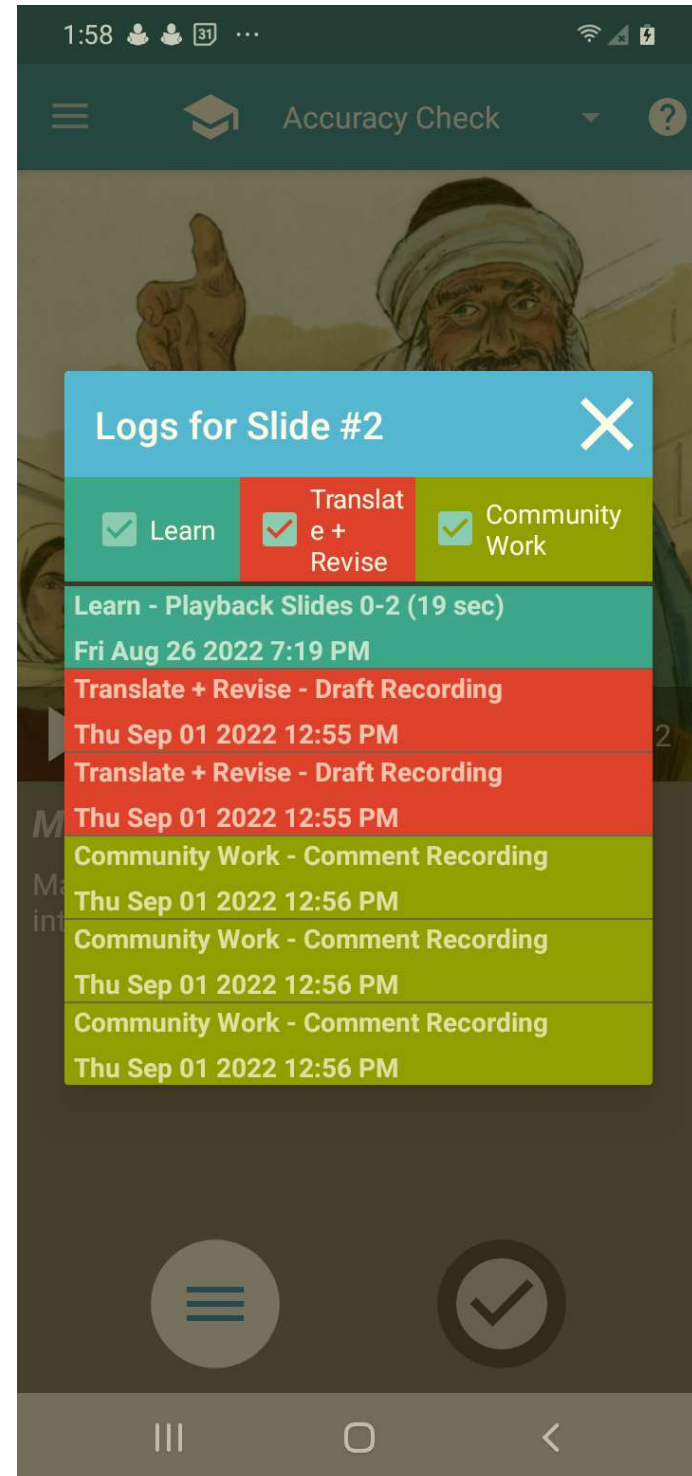 1:58 31 ...
Accuracy Check ?
Logs for Slide #2
Learn
Translat
e +
Revise
Community
Work
Learn - Playback Slides 0-2 (19 sec)
Fri Aug 26 2022 7:19 PM
Translate + Revise - Draft Recording
Thu Sep 01 2022 12:55 PM
2
Translate + Revise - Draft Recording
Thu Sep 01 2022 12:55 PM
M
Community Work - Comment Recording
Ma
Thu Sep 01 2022 12:56 PM
int
Community Work - Comment Recording
Thu Sep 01 2022 12:56 PM
Community Work - Comment Recording
Thu Sep 01 2022 12:56 PM